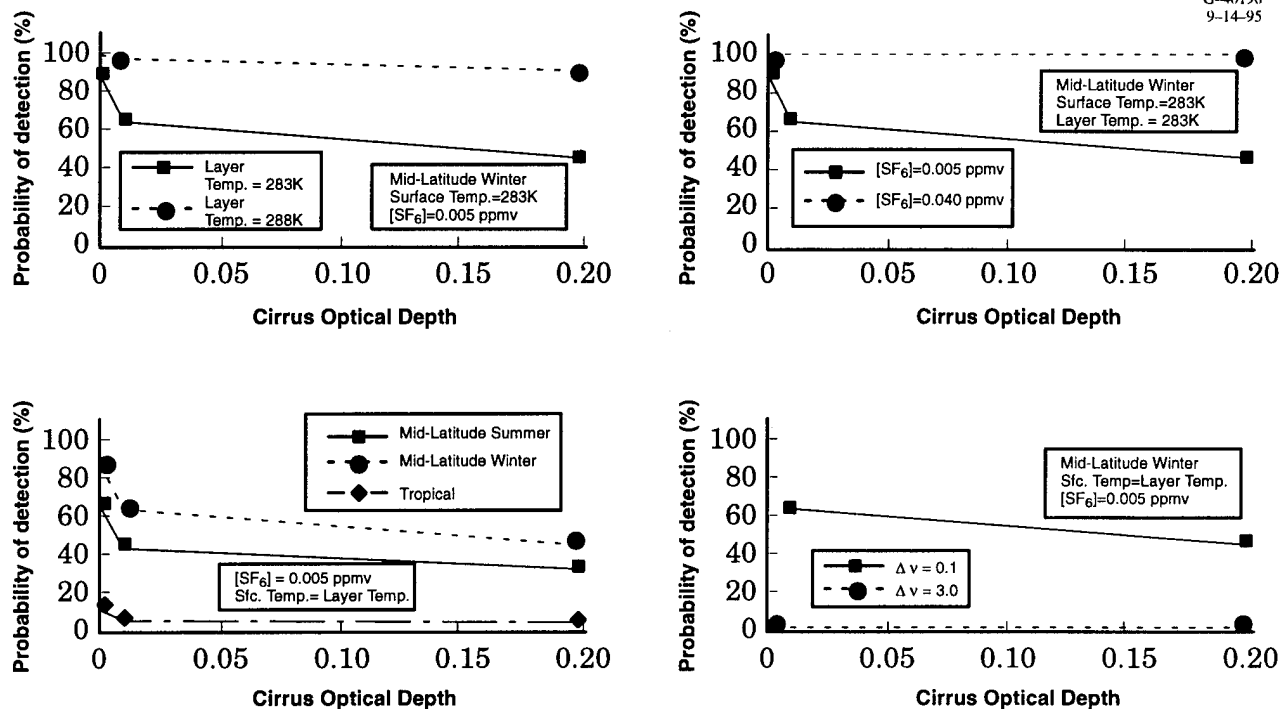 9–14–95
Probability of detection (%)
100
80
60
40
20
0
Layer
Temp. = 283K
Layer
Temp. = 288K
Mid-Latitude Winter
Surface Temp.=283K
[SF6]=0.005 ppmv
0 0.05 0.10 0.15 0.20
Cirrus Optical Depth
Probability of detection (%)
100
80
60
40
20
0
Mid-Latitude Winter
Surface Temp.=283K
Layer Temp. = 283K
[SF6]=0.005 ppmv
[SF6]=0.040 ppmv
0 0.05 0.10 0.15 0.20
Cirrus Optical Depth
Probability of detection (%)
100
80
60
40
20
0
Mid-Latitude Summer
Mid-Latitude Winter
Tropical
[SF6] = 0.005 ppmv
Sfc. Temp.= Layer Temp.
0 0.05 0.10 0.15 0.20
Cirrus Optical Depth
Probability of detection (%)
100
80
60
40
20
0
Mid-Latitude Winter
Sfc. Temp=Layer Temp.
[SF6]=0.005 ppmv
Δ ν = 0.1
Δ ν = 3.0
0 0.05 0.10 0.15 0.20
Cirrus Optical Depth